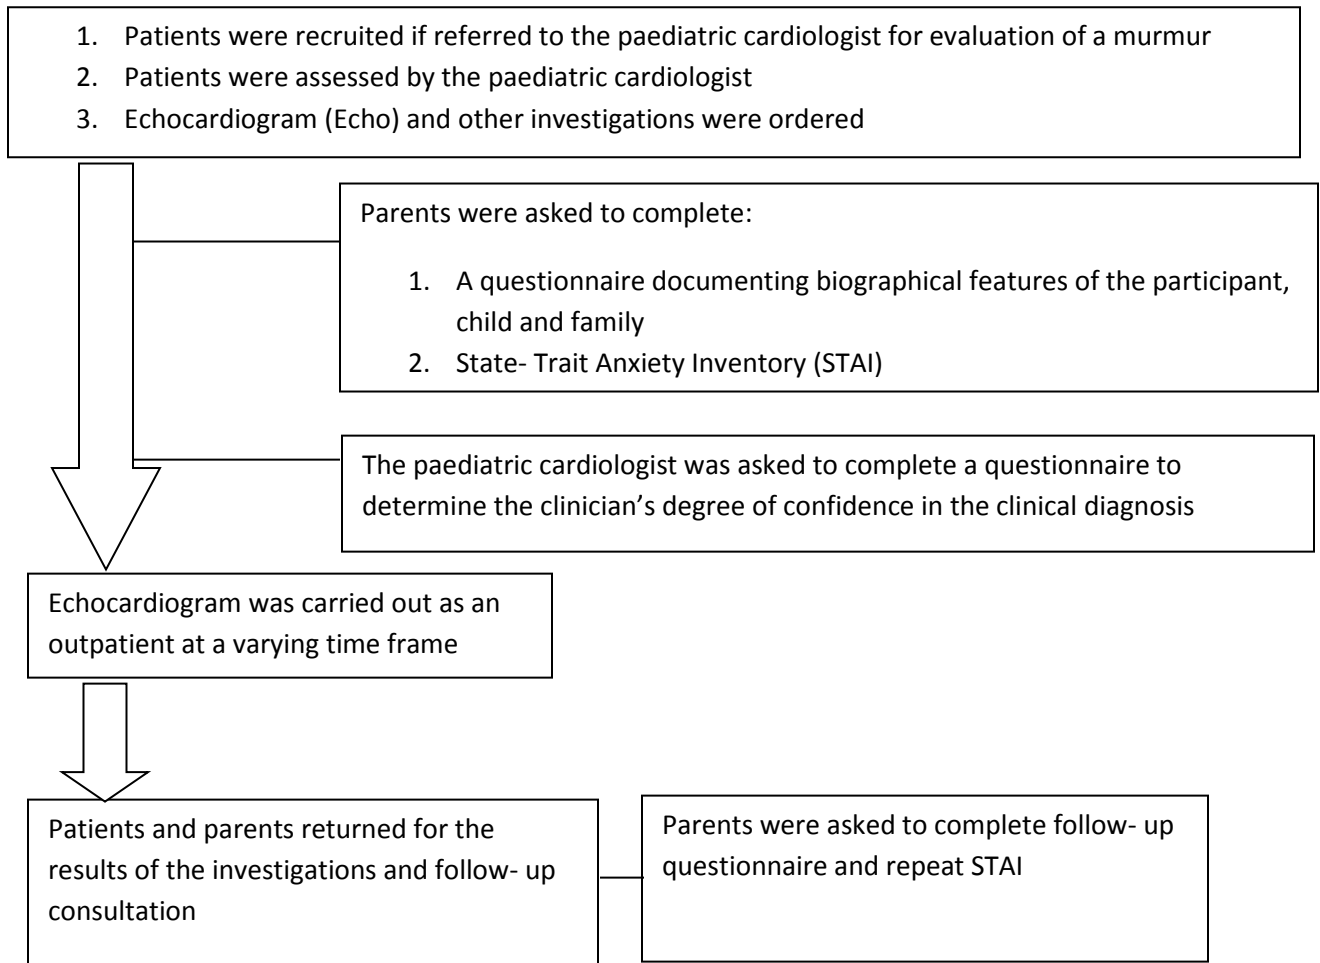 1. Patients were recruited if referred to the paediatric cardiologist for evaluation of a murmur
2. Patients were assessed by the paediatric cardiologist
3. Echocardiogram (Echo) and other investigations were ordered
Parents were asked to complete:
1. A questionnaire documenting biographical features of the participant,
child and family
2. State- Trait Anxiety Inventory (STAI)
The paediatric cardiologist was asked to complete a questionnaire to
determine the clinician’s degree of confidence in the clinical diagnosis
Echocardiogram was carried out as an
outpatient at a varying time frame
Patients and parents returned for the
results of the investigations and follow- up
consultation
Parents were asked to complete follow- up
questionnaire and repeat STAI